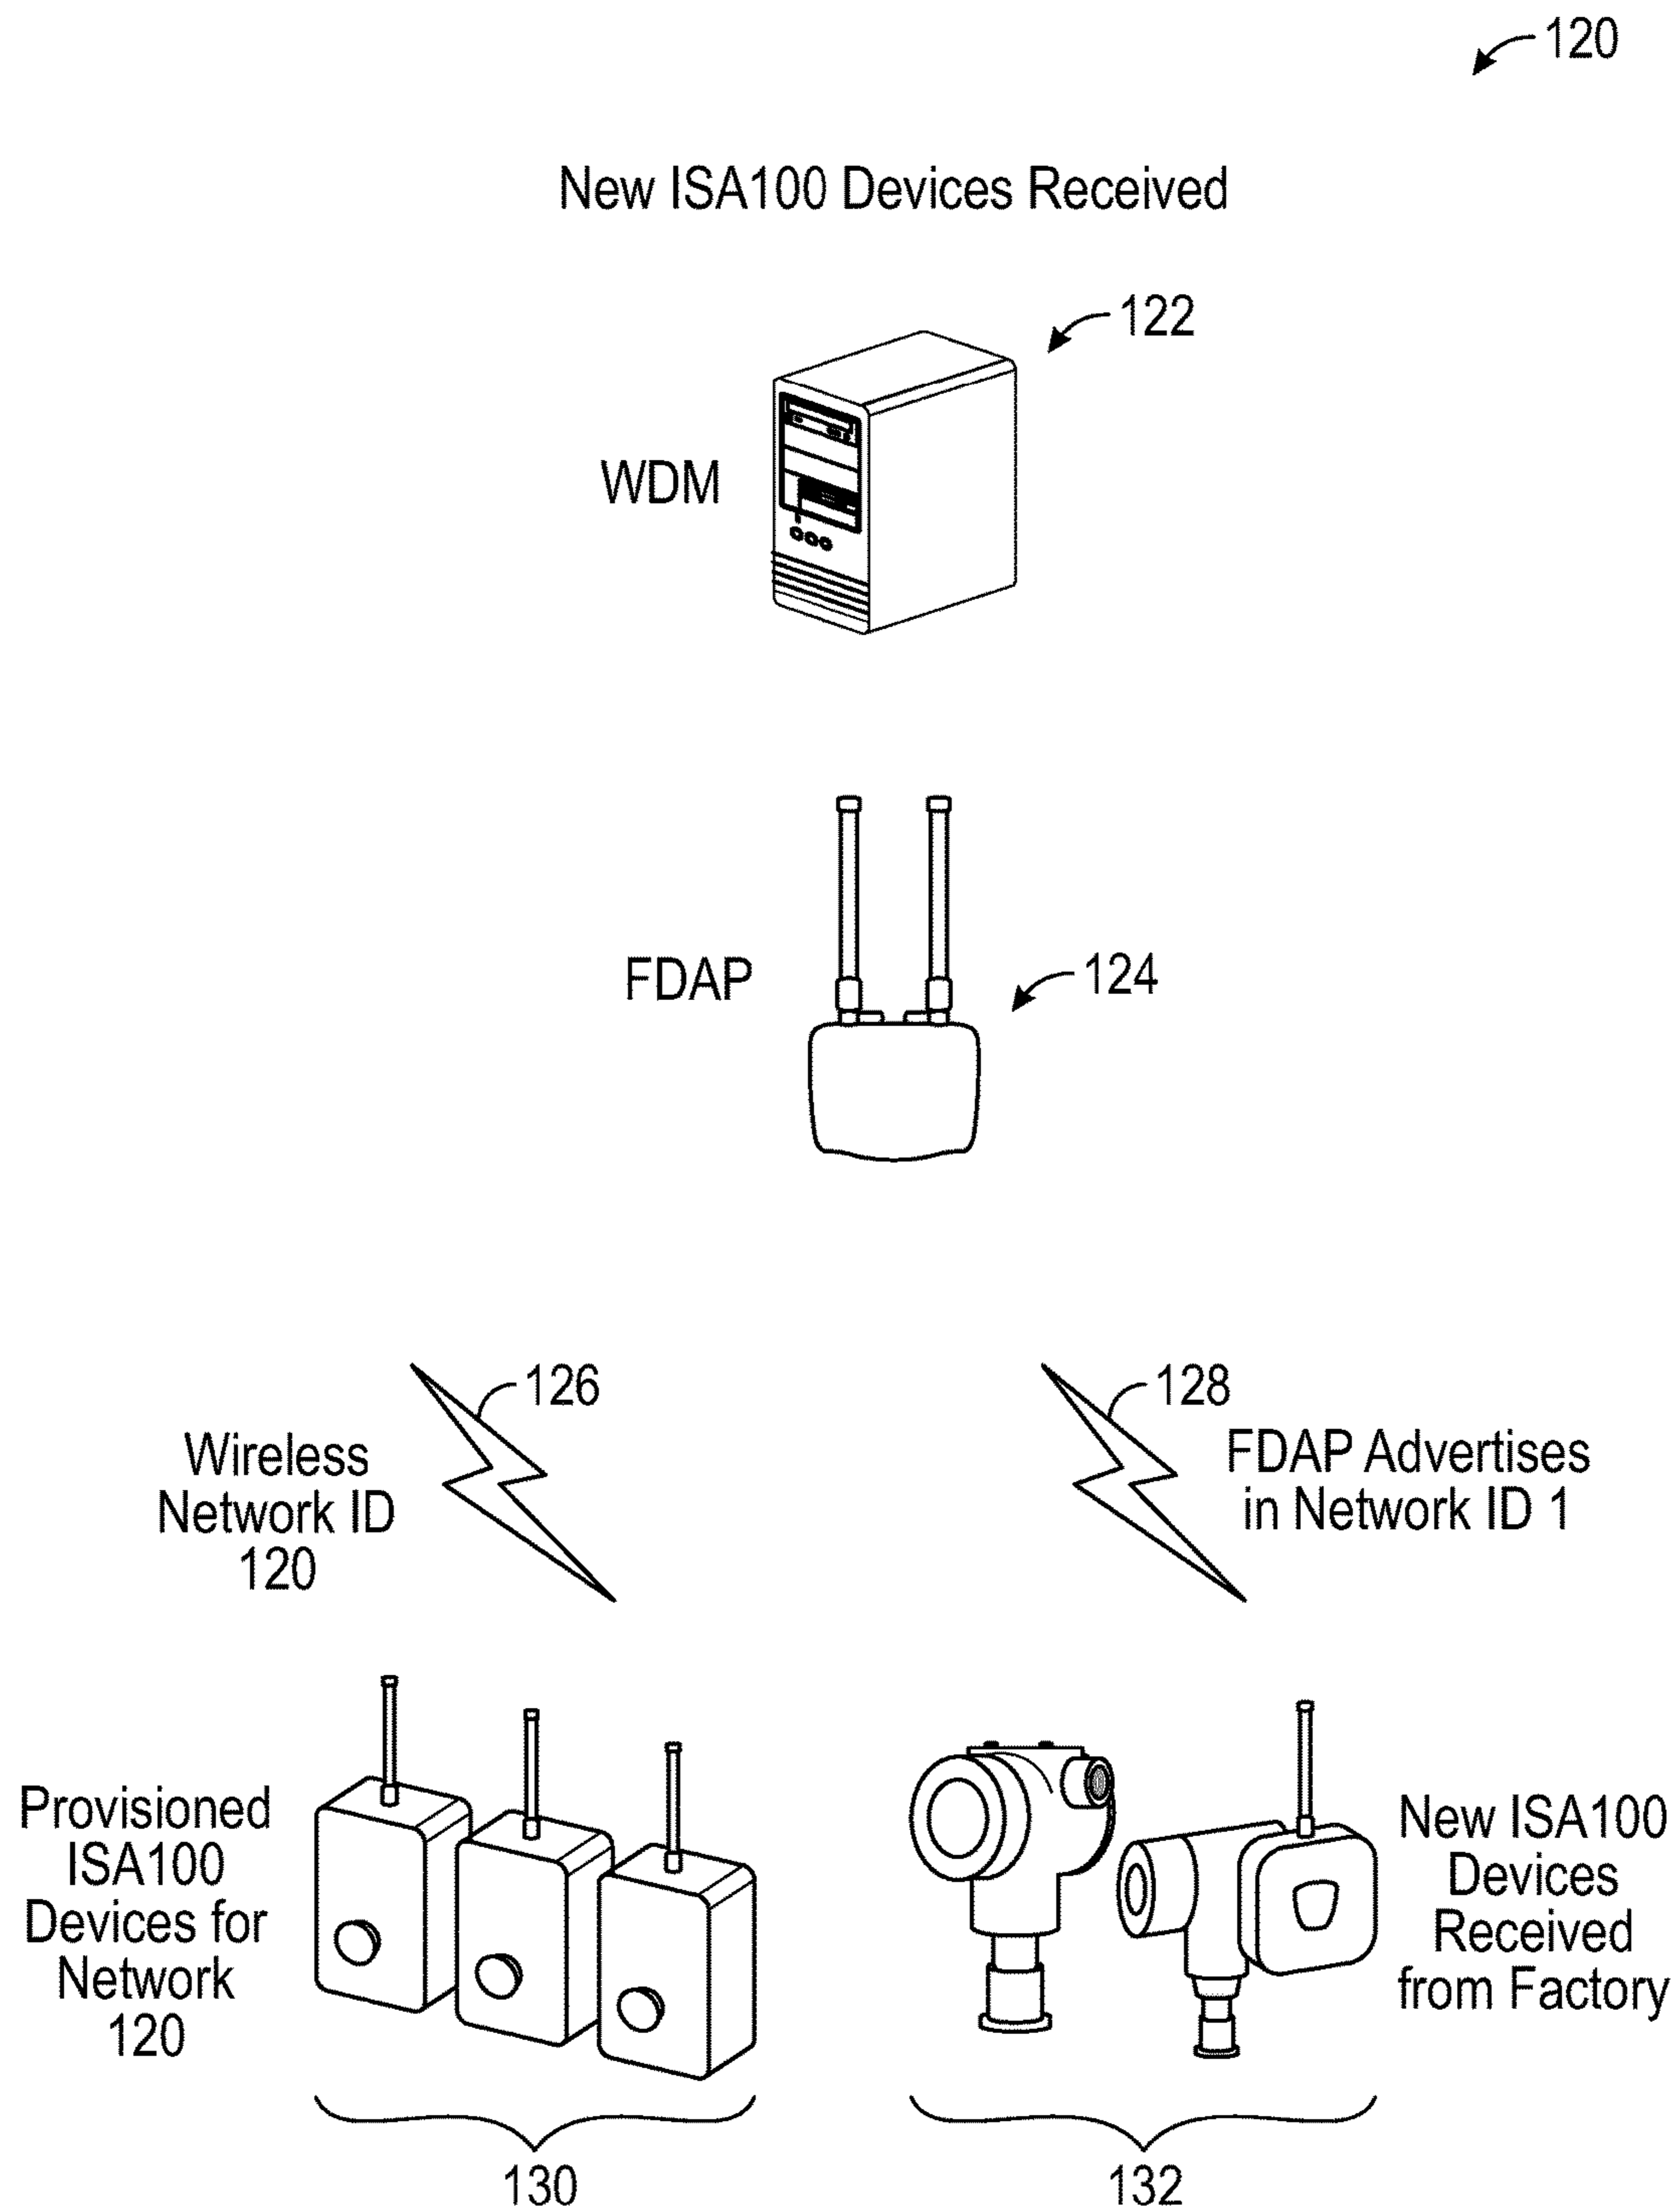 120
New ISA100 Devices Received
122
WDM
FDAP
124
126
Wireless
Network ID
120
128
FDAP Advertises
in Network ID 1
Provisioned
ISA100
Devices for
Network
120
New ISA100
Devices
Received
from Factory
130
132